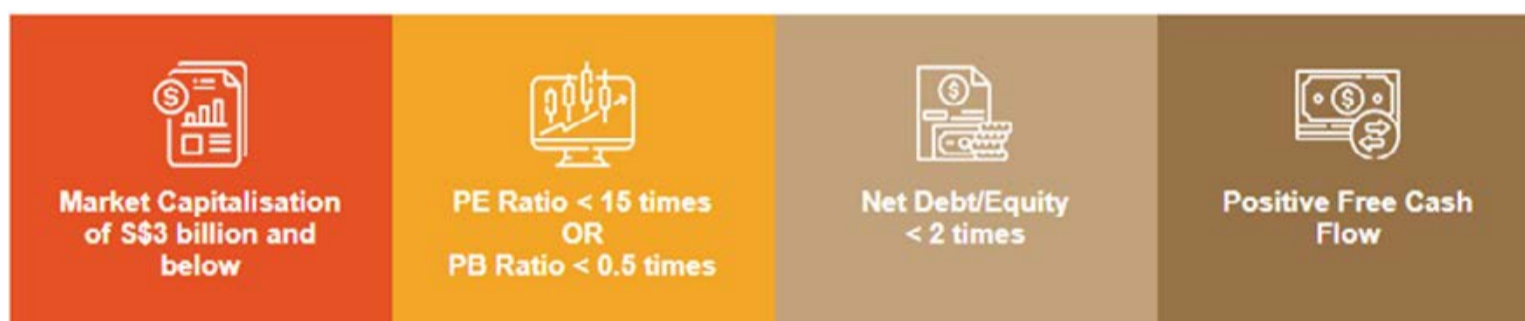 Market Capitalisation
of S$3 billion and
below
PE Ratio < 15 times
OR
PB Ratio < 0.5 times
Net Debt/Equity
< 2 times
Positive Free Cash
Flow